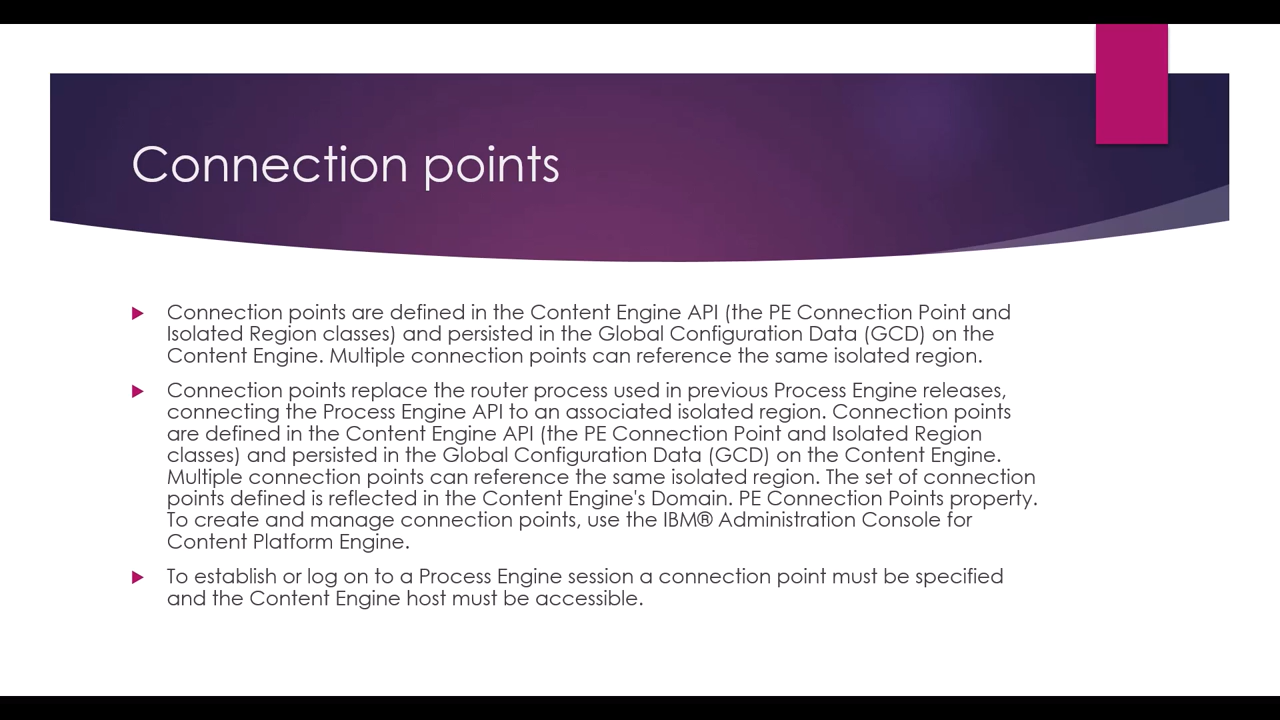 Connection points
Connection points are defined in the Content Engine API (the PE Connection Point and
Isolated Region classes) and persisted in the Global Configuration Data (GCD) on the
Content Engine. Multiple connection points can reference the same isolated region.
Connection points replace the router process used in previous Process Engine releases,
connecting the Process Engine API to an associated isolated region. Connection points
are defined in the Content Engine API (the PE Connection Point and Isolated Region
classes) and persisted in the Global Configuration Data (GCD) on the Content Engine.
Multiple connection points can reference the same isolated region. The set of connection
points defined is reflected in the Content Engine's Domain. PE Connection Points property.
To create and manage connection points, use the IBM® Administration Console for
Content Platform Engine.
To establish or log on to a Process Engine session a connection point must be specified
and the Content Engine host must be accessible.